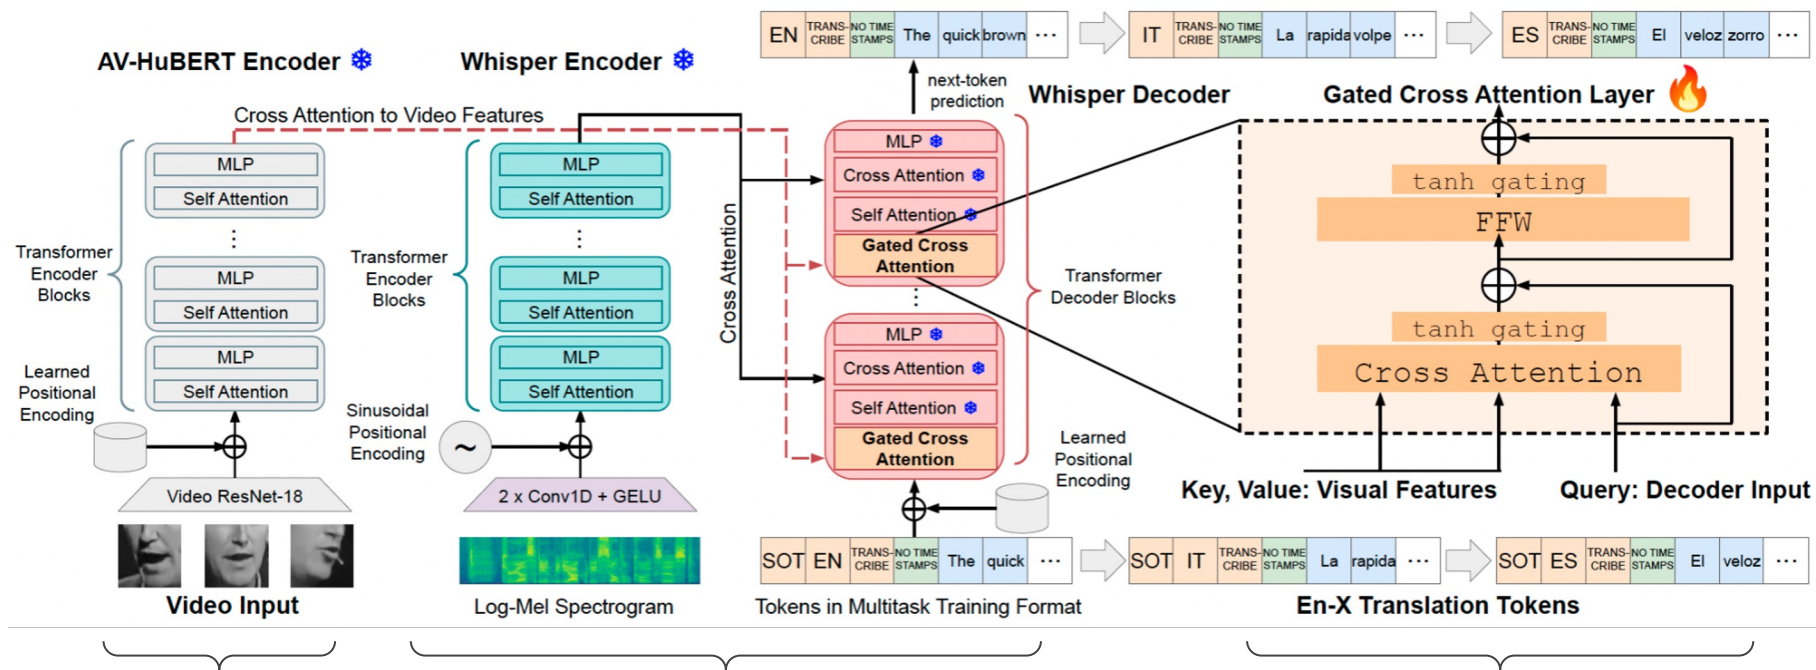 EN TRANS-CRIBE NO TIME STAMPS The quick brown ...
IT TRANS-CRIBE NO TIME STAMPS La rapida volpe ...
ES TRANS-CRIBE NO TIME STAMPS El veloz zorro ...
AV-HuBERT Encoder
Whisper Encoder
next-token
prediction
Whisper Decoder
Gated Cross Attention Layer
Cross Attention to Video Features
MLP
Self Attention
MLP
Self Attention
MLP
Self Attention
Transformer
Encoder
Blocks
Learned
Positional
Encoding
Video ResNet-18
Video Input
MLP
Self Attention
MLP
Self Attention
MLP
Self Attention
Transformer
Encoder
Blocks
Sinusoidal
Positional
Encoding
~
2 x Conv1D + GELU
Log-Mel Spectrogram
Cross Attention
MLP
Cross Attention
Self Attention
Gated Cross
Attention
MLP
Cross Attention
Self Attention
Gated Cross
Attention
Transformer
Decoder Blocks
Learned
Positional
Encoding
tanh gating
FFW
tanh gating
Cross Attention
Key, Value: Visual Features
Query: Decoder Input
SOT EN TRANS-CRIBE NO TIME STAMPS The quick ...
SOT IT TRANS-CRIBE NO TIME STAMPS La rapida ...
SOT ES TRANS-CRIBE NO TIME STAMPS El veloz ...
Tokens in Multitask Training Format
En-X Translation Tokens